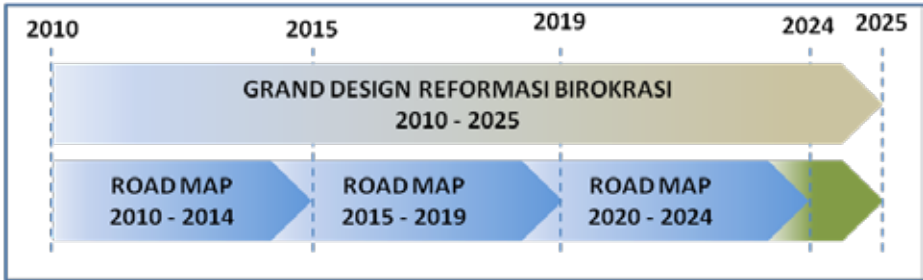 2010 2015 2019 2024 2025
GRAND DESIGN REFORMASI BIROKRASI
2010 - 2025
ROAD MAP
2010 - 2014
ROAD MAP
2015 - 2019
ROAD MAP
2020 - 2024